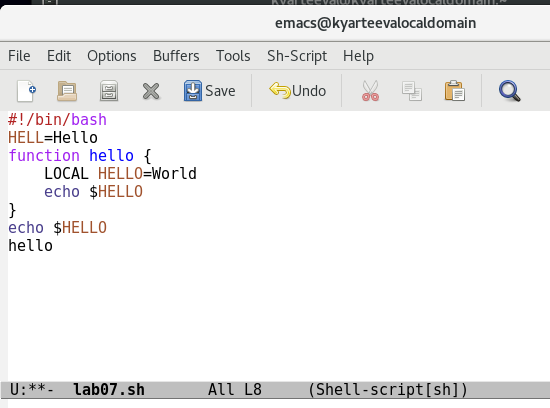 emacs@kyarteevalocaldomain
File Edit Options Buffers Tools Sh-Script Help
Save Undo
#!/bin/bash
HELL=Hello
function hello {
    LOCAL HELLO=World
    echo $HELLO
}
echo $HELLO
hello
U:**- lab07.sh All L8 (Shell-script[sh])